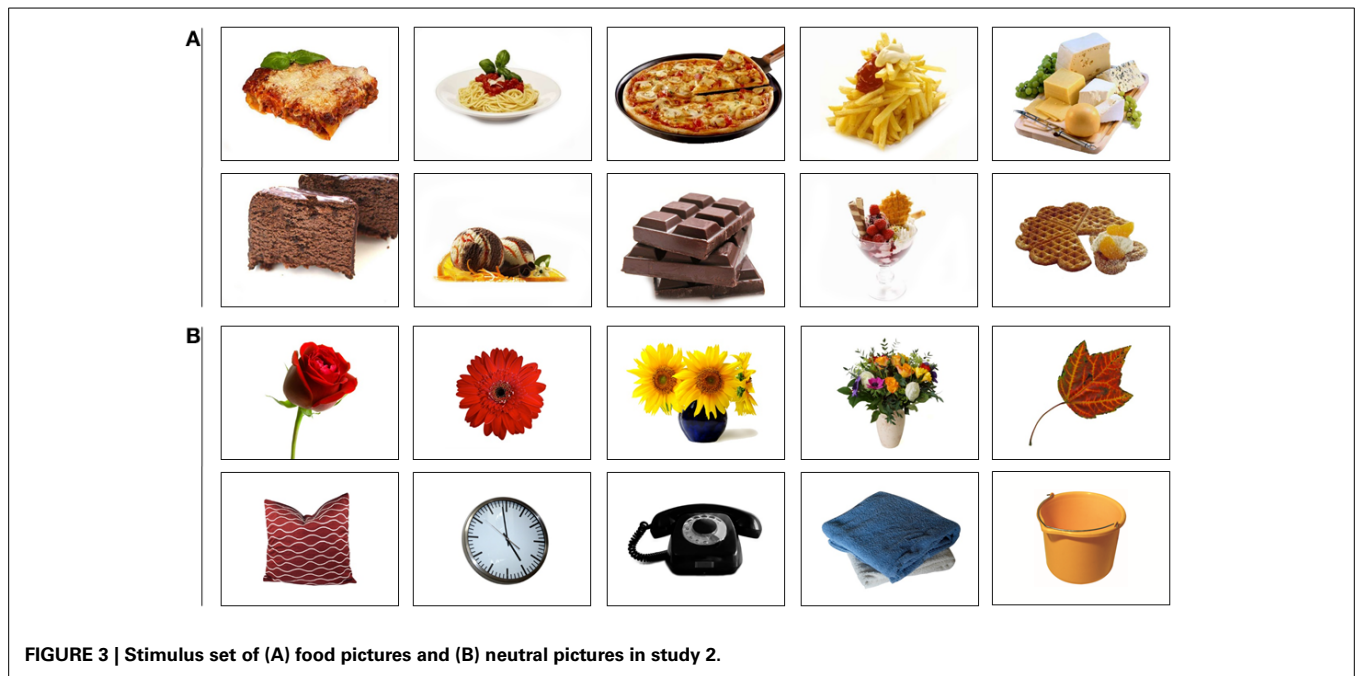 A
B
FIGURE 3 | Stimulus set of (A) food pictures and (B) neutral pictures in study 2.